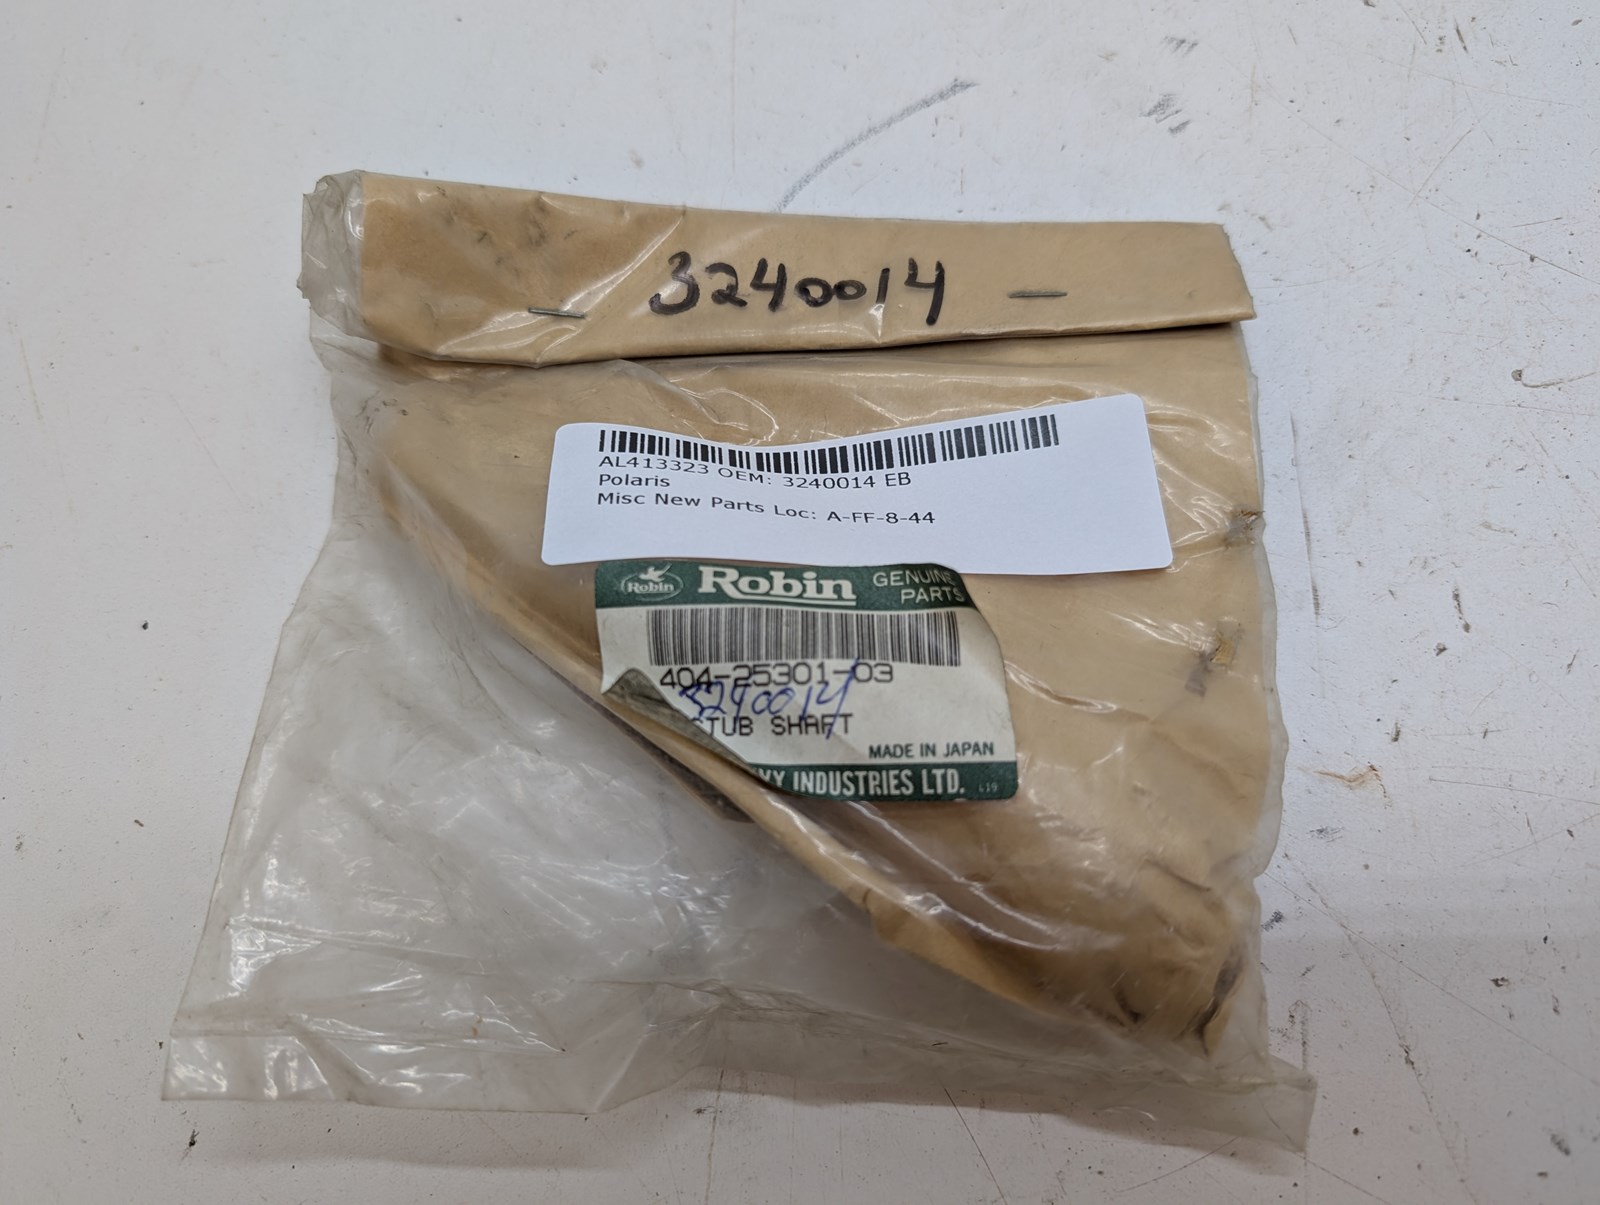 3240014
AL413323 OEM: 3240014 EB
Polaris
Misc New Parts Loc: A-FF-8-44
Robin
Robin
GENUINE
PARTS
404-25301-03
3240014
STUB SHAFT
MADE IN JAPAN
INDUSTRIES LTD.